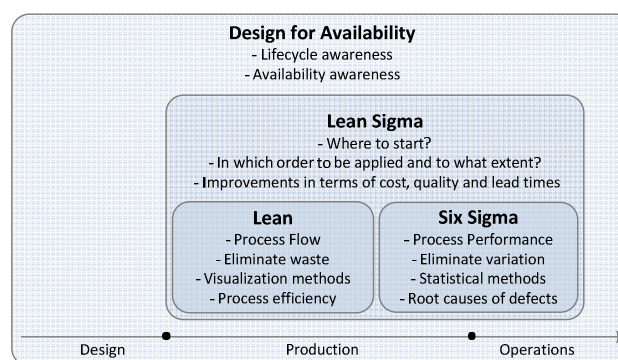 Design for Availability
- Lifecycle awareness
- Availability awareness
Lean Sigma
- Where to start?
- In which order to be applied and to what extent?
- Improvements in terms of cost, quality and lead times
Lean
- Process Flow
- Eliminate waste
- Visualization methods
- Process efficiency
Six Sigma
- Process Performance
- Eliminate variation
- Statistical methods
- Root causes of defects
Design
Production
Operations